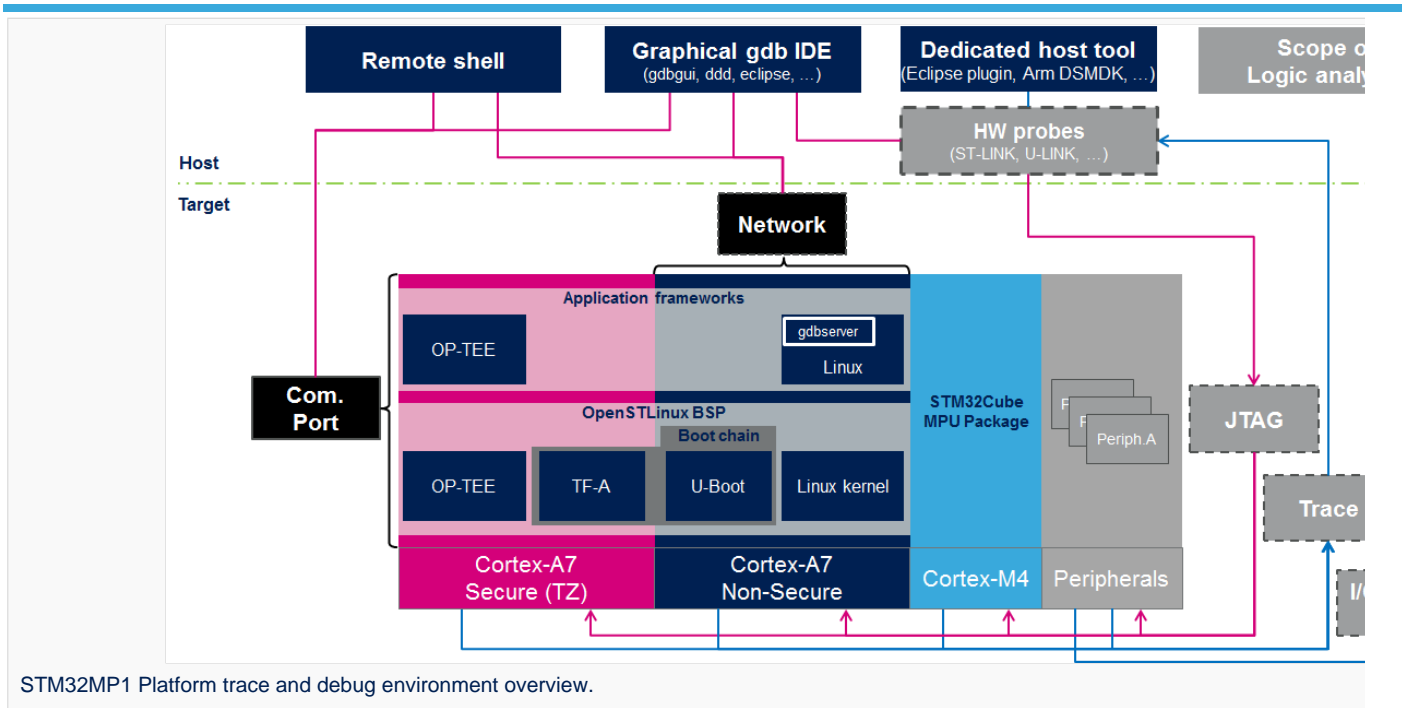 Remote shell
Graphical gdb IDE
(gdbgui, ddd, eclipse, …)
Dedicated host tool
(Eclipse plugin, Arm DSMDK, …)
Scope o
Logic analy
HW probes
(ST-LINK, U-LINK, …)
Host
Target
Network
Application frameworks
OP-TEE
gdbserver
Linux
Com.
Port
OpenSTLinux BSP
Boot chain
OP-TEE
TF-A
U-Boot
Linux kernel
STM32Cube
MPU Package
P
P
Periph.A
JTAG
Trace
I/
Cortex-A7
Secure (TZ)
Cortex-A7
Non-Secure
Cortex-M4
Peripherals
STM32MP1 Platform trace and debug environment overview.